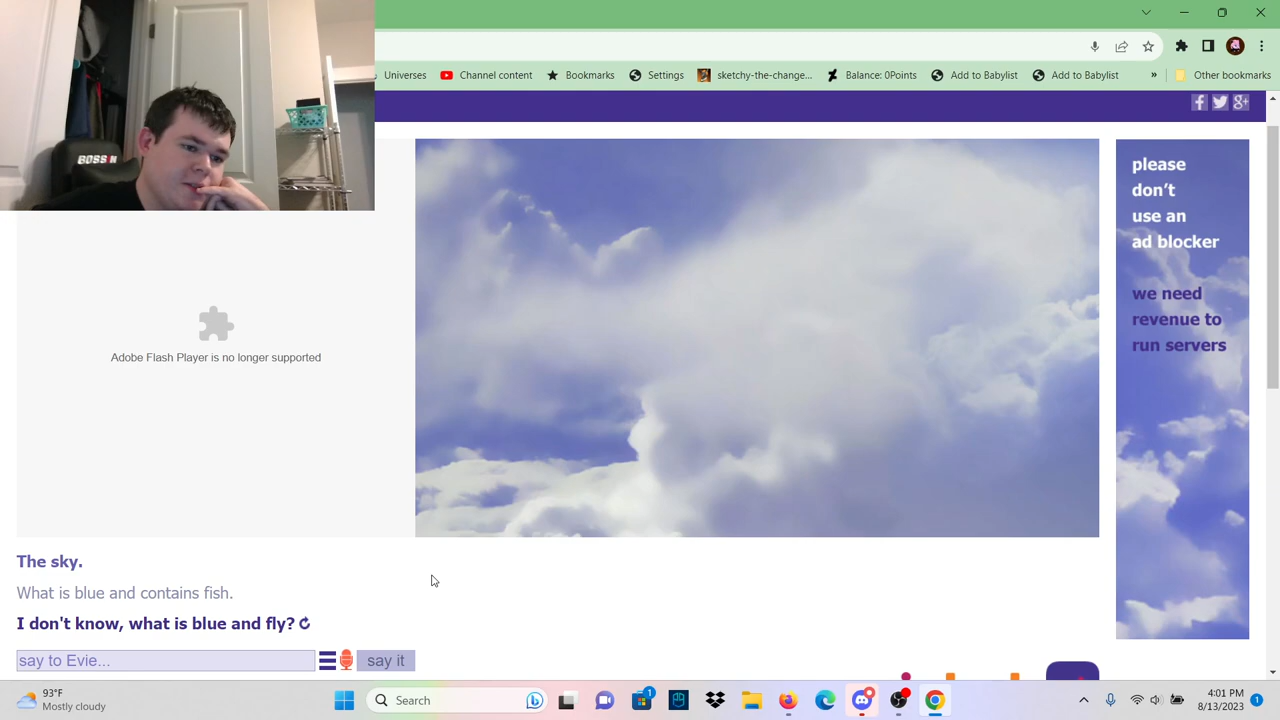 Universes
Channel content
Bookmarks
Settings
sketchy-the-change...
Balance: 0Points
Add to Babylist
Add to Babylist
»
Other bookmarks
BOSSIN
please
don't
use an
ad blocker
we need
revenue to
run servers
Adobe Flash Player is no longer supported
The sky.
What is blue and contains fish.
I don't know, what is blue and fly?
say to Evie...
say it
93°F
Mostly cloudy
Search
1
4:01 PM
8/13/2023
1